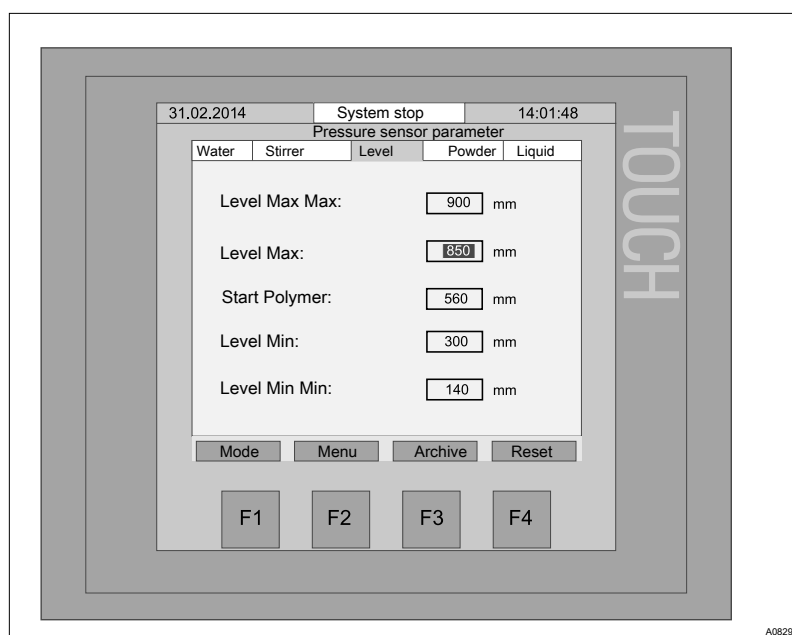 31.02.2014 System stop 14:01:48
Pressure sensor parameter
Water Stirrer Level Powder Liquid
Level Max Max: 900 mm
Level Max: 850 mm
Start Polymer: 560 mm
Level Min: 300 mm
Level Min Min: 140 mm
Mode Menu Archive Reset
F1 F2 F3 F4
TOUCH
A0829